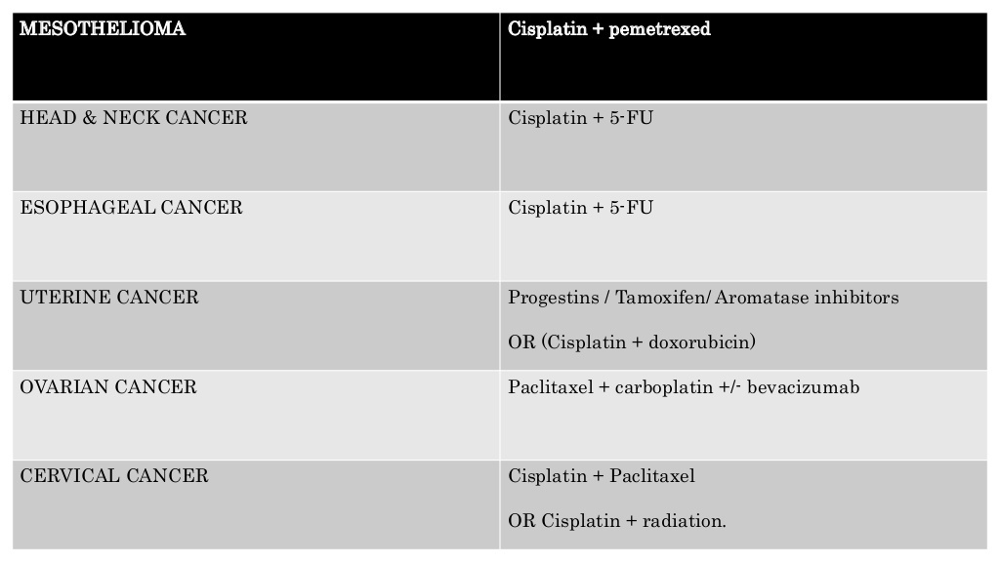 MESOTHELIOMA
Cisplatin + pemetrexed
HEAD & NECK CANCER
Cisplatin + 5-FU
ESOPHAGEAL CANCER
Cisplatin + 5-FU
UTERINE CANCER
Progestins / Tamoxifen/ Aromatase inhibitors
OR (Cisplatin + doxorubicin)
OVARIAN CANCER
Paclitaxel + carboplatin +/- bevacizumab
CERVICAL CANCER
Cisplatin + Paclitaxel
OR Cisplatin + radiation.